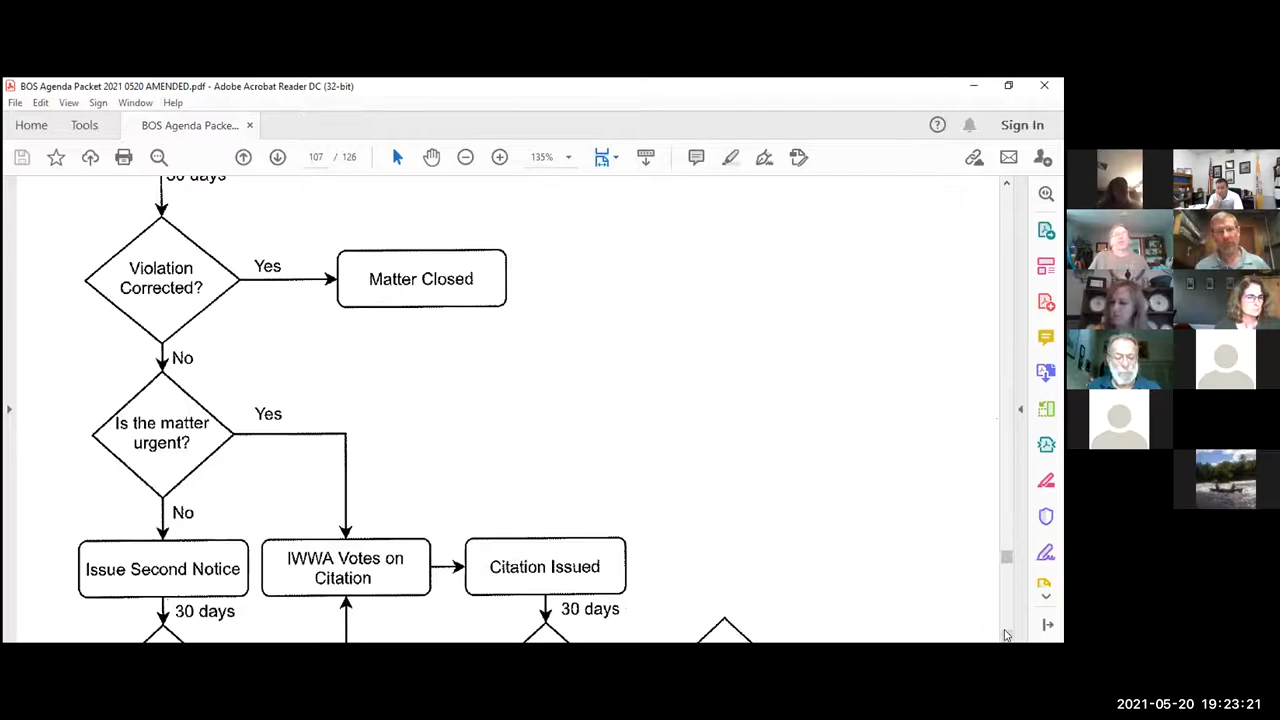 BOS Agenda Packet 2021 0520 AMENDED.pdf - Adobe Acrobat Reader DC (32-bit)
File Edit View Sign Window Help
Home Tools BOS Agenda Packe... × Sign In
107 / 126 135%
30 days
Violation
Corrected?
Yes
Matter Closed
No
Is the matter
urgent?
Yes
No
Issue Second Notice
IWWA Votes on
Citation
Citation Issued
30 days
30 days
2021-05-20 19:23:21